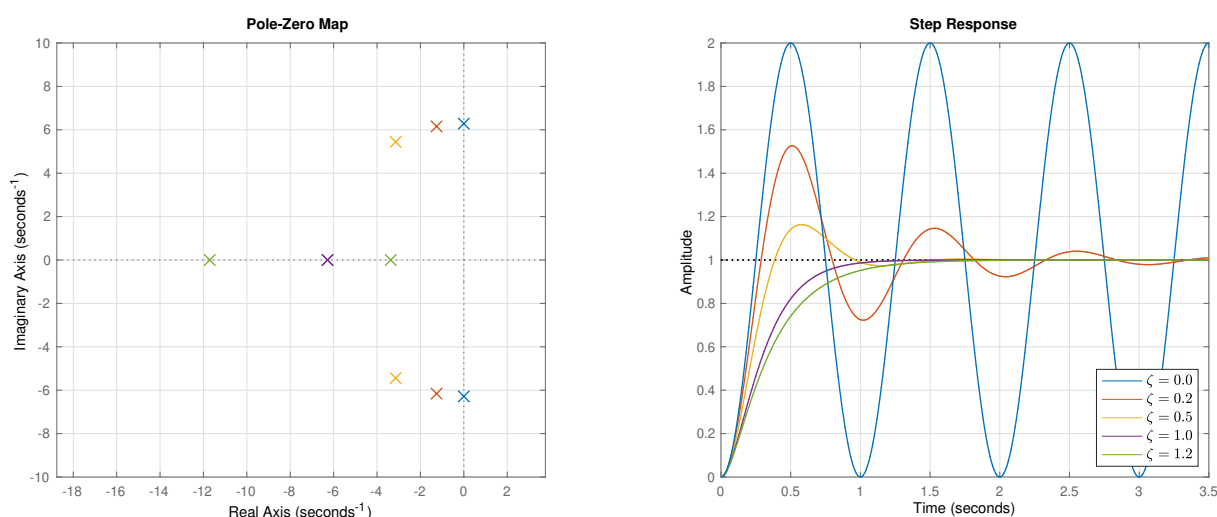 Pole-Zero Map
10
8
6
4
2
0
-2
-4
-6
-8
-10
Imaginary Axis (seconds⁻¹)
-18 -16 -14 -12 -10 -8 -6 -4 -2 0 2
Real Axis (seconds⁻¹)
Step Response
2
1.8
1.6
1.4
1.2
1
0.8
0.6
0.4
0.2
0
Amplitude
ζ = 0.0
ζ = 0.2
ζ = 0.5
ζ = 1.0
ζ = 1.2
0 0.5 1 1.5 2 2.5 3 3.5
Time (seconds)